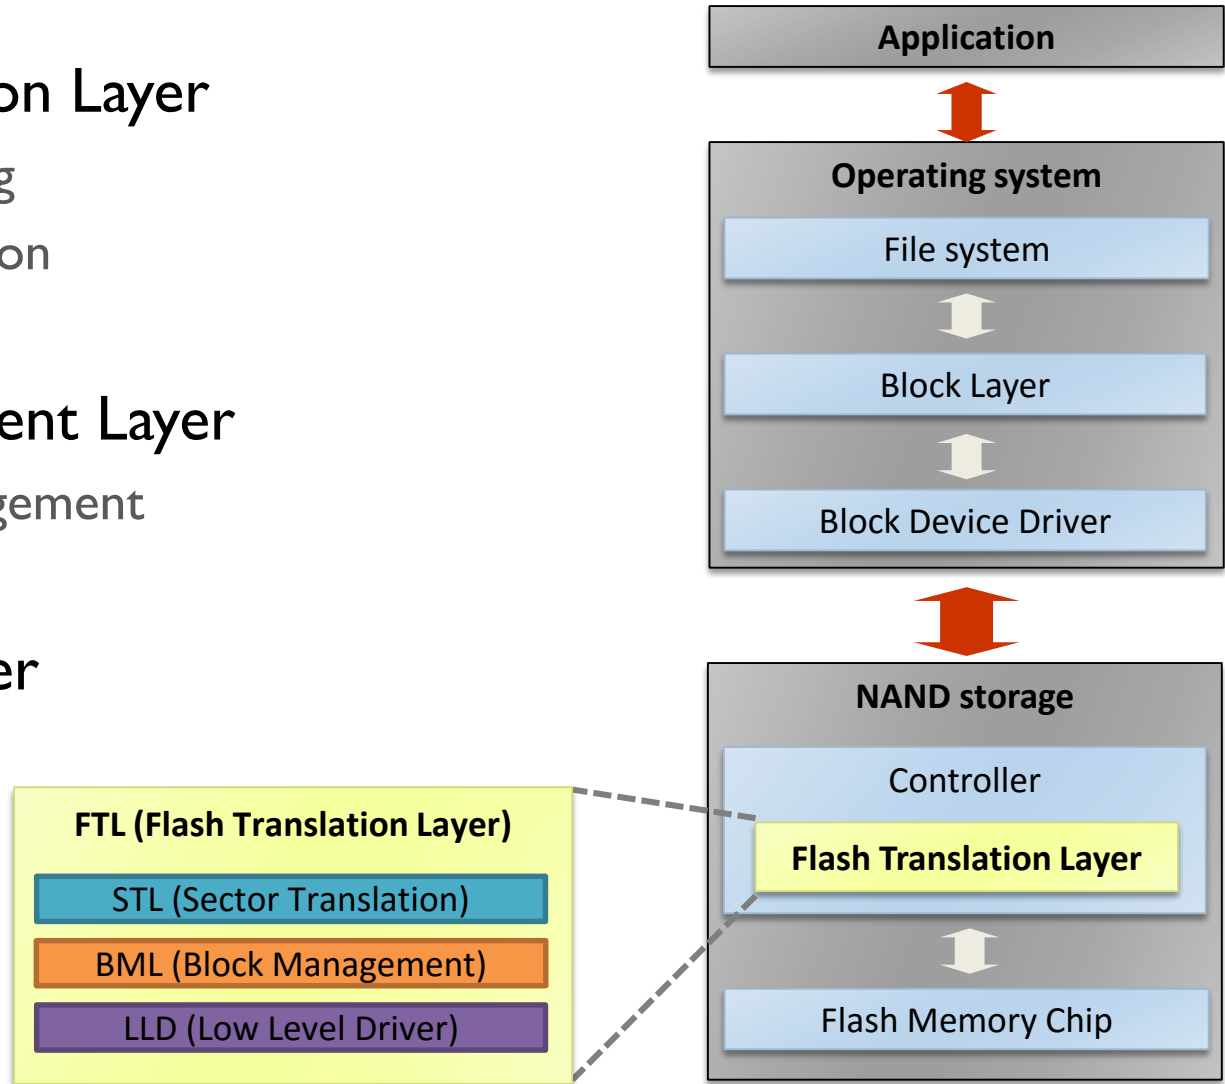 on Layer
g
on
ent Layer
gement
er
FTL (Flash Translation Layer)
STL (Sector Translation)
BML (Block Management)
LLD (Low Level Driver)
Application
Operating system
File system
Block Layer
Block Device Driver
NAND storage
Controller
Flash Translation Layer
Flash Memory Chip